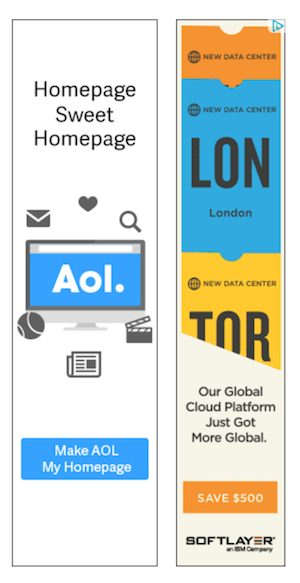 Homepage
Sweet
Homepage
Aol.
Make AOL
My Homepage
NEW DATA CENTER
NEW DATA CENTER
LON
London
NEW DATA CENTER
TOR
Our Global
Cloud Platform
Just Got
More Global.
SAVE $500
SOFTLAYER®
an IBM Company